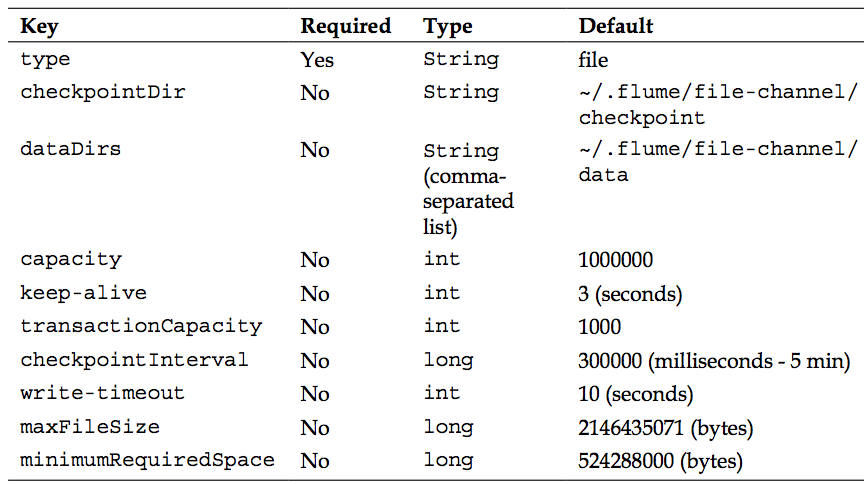 Key Required Type Default
type Yes String file
checkpointDir No String ~/.flume/file-channel/
checkpoint
dataDirs No String ~/.flume/file-channel/
(comma- data
separated
list)
capacity No int 1000000
keep-alive No int 3 (seconds)
transactionCapacity No int 1000
checkpointInterval No long 300000 (milliseconds - 5 min)
write-timeout No int 10 (seconds)
maxFileSize No long 2146435071 (bytes)
minimumRequiredSpace No long 524288000 (bytes)